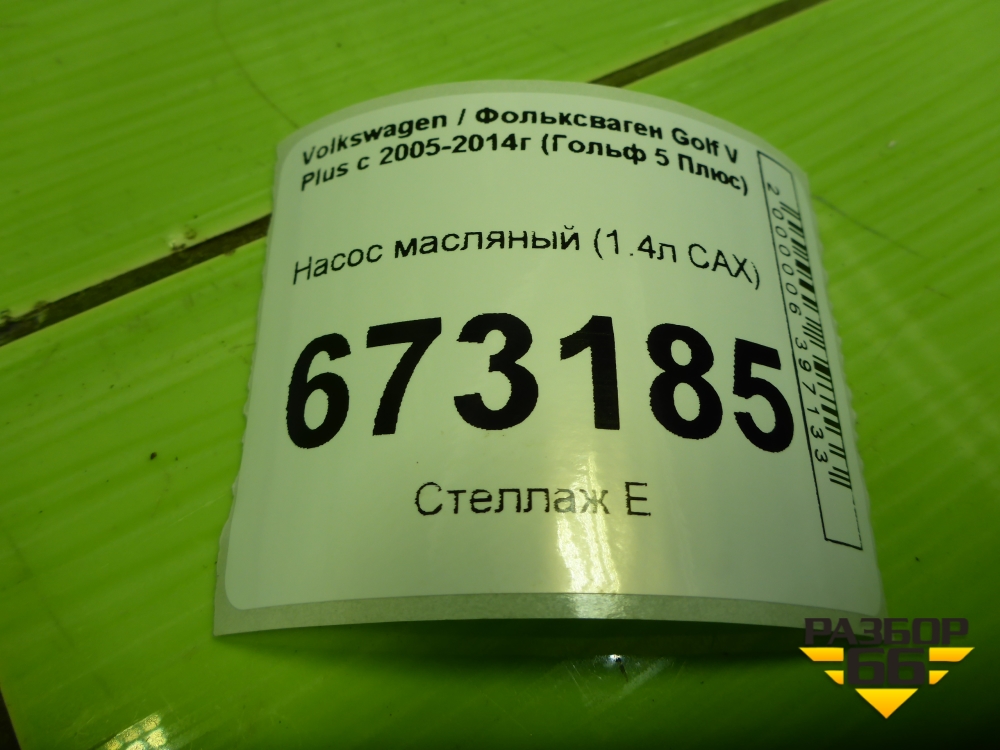 Volkswagen / Фольксваген Golf V
Plus с 2005-2014г (Гольф 5 Плюс)
Насос масляный (1.4л CAX)
673185
Стеллаж Е
2000006397133
РАЗБОР
66